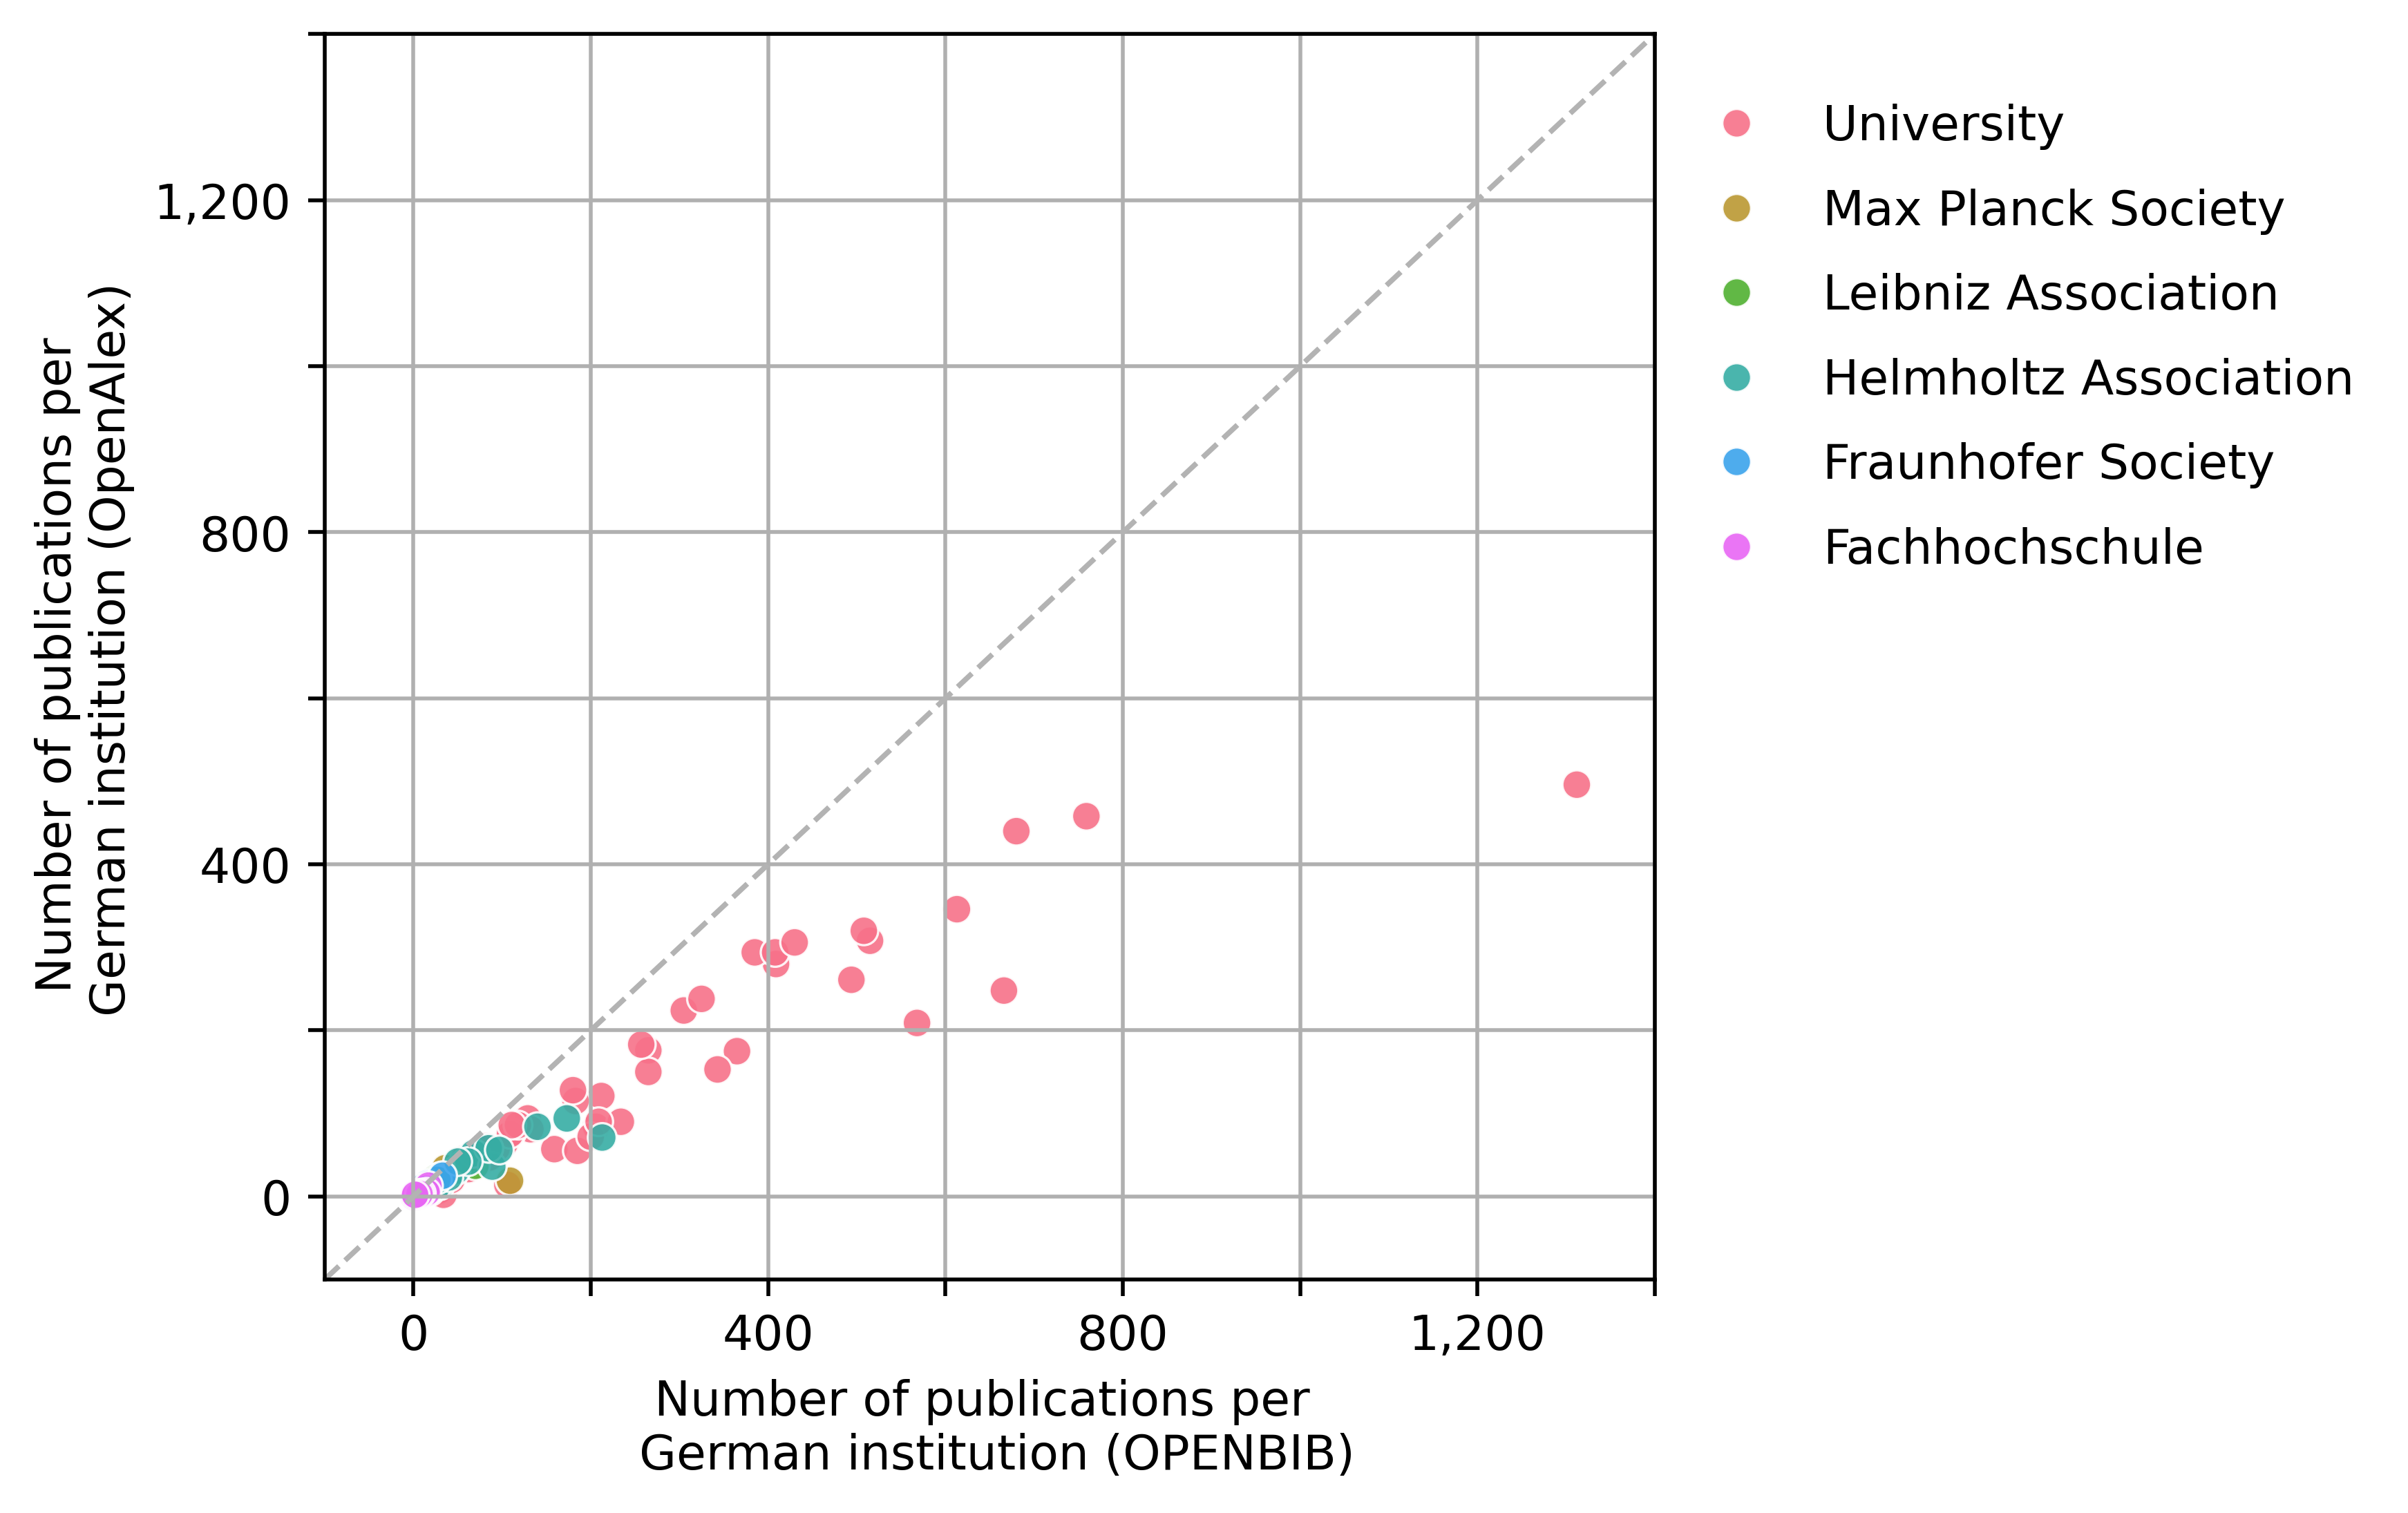 Number of publications per
German institution (OpenAlex)
1,200
800
400
0
0 400 800 1,200
Number of publications per
German institution (OPENBIB)
University
Max Planck Society
Leibniz Association
Helmholtz Association
Fraunhofer Society
Fachhochschule